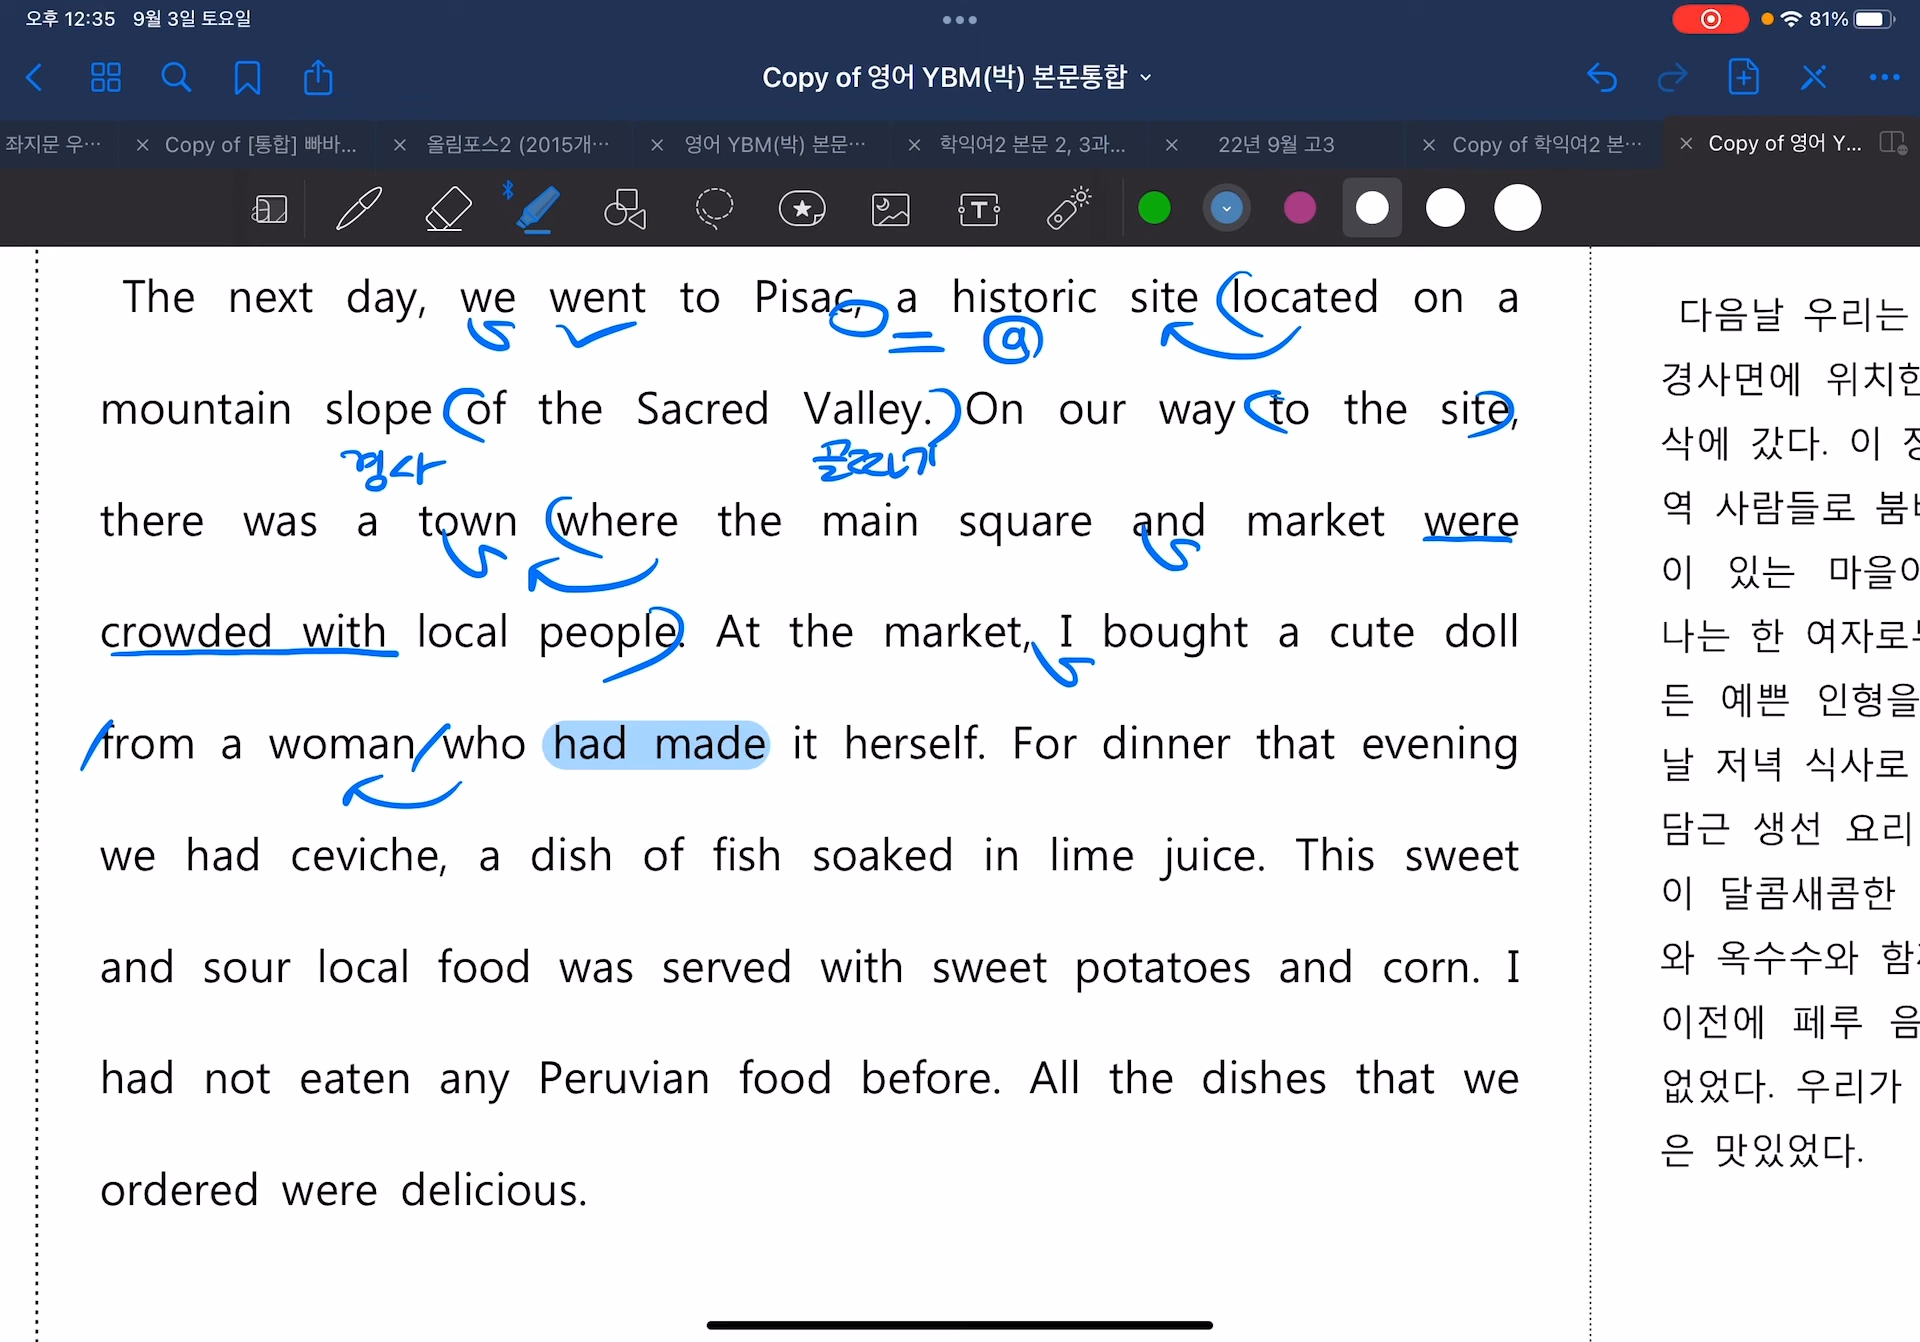 오후 12:35 9월 3일 토요일
81%
Copy of 영어 YBM(박) 본문통합
좌지문 우… Copy of [통합] 빠바… 올림포스2 (2015개… 영어 YBM(박) 본문… 학익여2 본문 2, 3과… 22년 9월 고3 Copy of 학익여2 본… Copy of 영어 Y…
The next day, we went to Pisac, a historic site located on a
a
mountain slope of the Sacred Valley. On our way to the site,
경사 골짜기
there was a town where the main square and market were
crowded with local people. At the market, I bought a cute doll
from a woman who had made it herself. For dinner that evening
we had ceviche, a dish of fish soaked in lime juice. This sweet
and sour local food was served with sweet potatoes and corn. I
had not eaten any Peruvian food before. All the dishes that we
ordered were delicious.
다음날 우리는
경사면에 위치한
삭에 갔다. 이
역 사람들로
이 있는
나는 한
든 예쁜 인형을
날 저녁 식사로
담근 생선 요리
이 달콤새콤한
와 옥수수와
이전에 페루
없었다. 우리가
은 맛있었다.